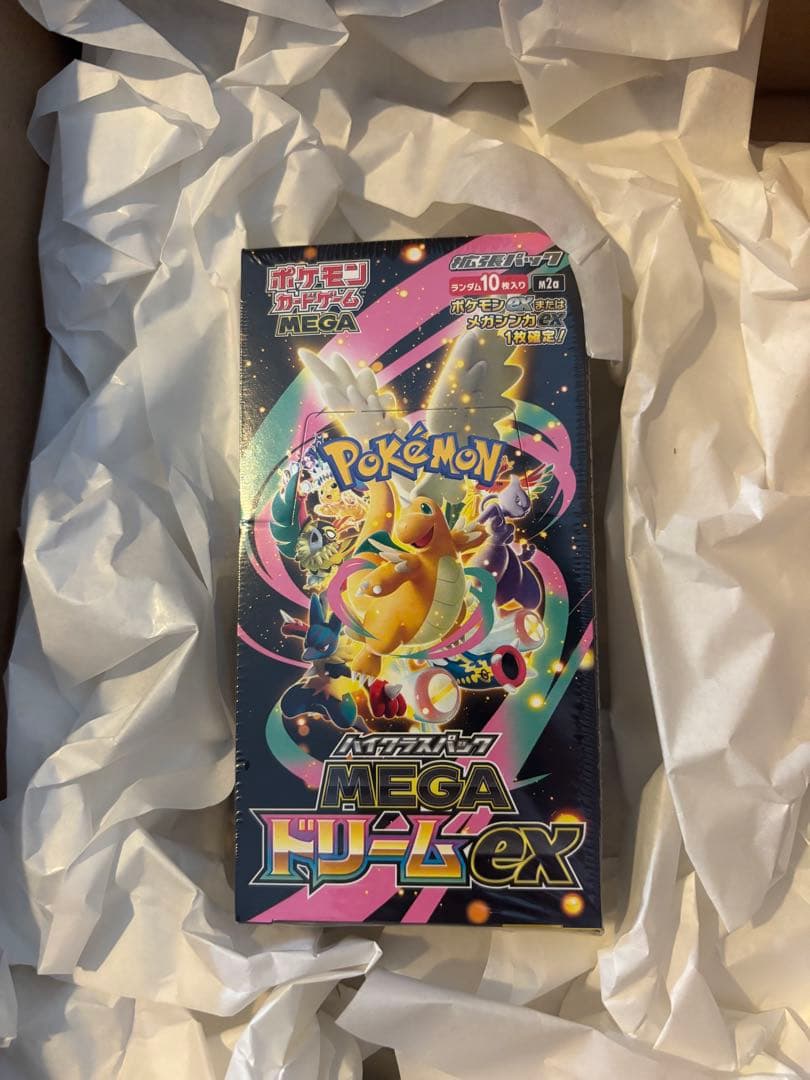 ポケモン
カードゲーム
MEGA
拡張パック
ランダム10枚入り
M2a
ポケモンexまたは
メガシンカex
1枚確定!
POKéMON
ハイクラスパック
MEGA
ドリームex